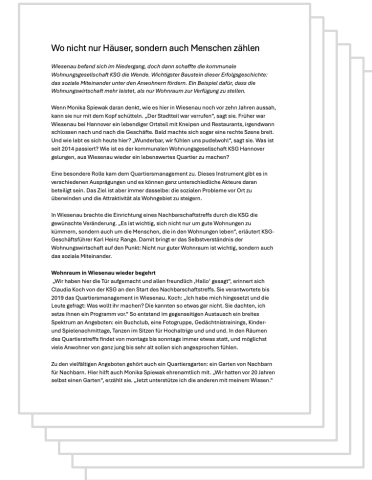 Wo nicht nur Häuser, sondern auch Menschen zählen
Wiesenau befand sich im Niedergang, doch dann schaffte die kommunale
Wohnungsgesellschaft KSG die Wende. Wichtigster Baustein dieser Erfolgsgeschichte:
das soziale Miteinander unter den Anwohnern fördern. Ein Beispiel dafür, dass die
Wohnungswirtschaft mehr leistet, als nur Wohnraum zur Verfügung zu stellen.
Wenn Monika Spiewak daran denkt, wie es hier in Wiesenau noch vor zehn Jahren aussah,
kann sie nur mit dem Kopf schütteln. „Der Stadtteil war verrufen", sagt sie. Früher war
Wiesenau bei Hannover ein lebendiger Ortsteil mit Kneipen und Restaurants, irgendwann
schlossen nach und nach die Geschäfte. Bald machte sich sogar eine rechte Szene breit.
Und wie lebt es sich heute hier? „Wunderbar, wir fühlen uns pudelwohl", sagt sie. Was ist
seit 2014 passiert? Wie ist es der kommunalen Wohnungsgesellschaft KSG Hannover
gelungen, aus Wiesenau wieder ein lebenswertes Quartier zu machen?
Eine besondere Rolle kam dem Quartiersmanagement zu. Dieses Instrument gibt es in
verschiedenen Ausprägungen und es können ganz unterschiedliche Akteure daran
beteiligt sein. Das Ziel ist aber immer dasselbe: die sozialen Probleme vor Ort zu
überwinden und die Attraktivität als Wohngebiet zu steigern.
In Wiesenau brachte die Einrichtung eines Nachbarschaftstreffs durch die KSG die
gewünschte Veränderung. „Es ist wichtig, sich nicht nur um gute Wohnungen zu
kümmern, sondern auch um die Menschen, die in den Wohnungen leben", erläutert KSG-
Geschäftsführer Karl Heinz Range. Damit bringt er das Selbstverständnis der
Wohnungswirtschaft auf den Punkt: Nicht nur Wohnraum ist wichtig, sondern auch
das soziale Miteinander.
Wohnraum in Wiesenau wieder begehrt
„Wir haben hier die Tür aufgemacht und allen freundlich ‚Hallo' gesagt", erinnert sich
Claudia Koch von der KSG an den Start des Nachbarschaftstreffs. Sie verantwortete bis
2019 das Quartiersmanagement in Wiesenau. Koch: „Ich habe mich hingesetzt und die
Leute gefragt: Was wollt ihr machen? Die kannten so etwas gar nicht. Sie dachten, ich
setze ihnen ein Programm vor." So entstand im gegenseitigen Austausch ein breites
Spektrum an Angeboten: ein Buchclub, eine Fotogruppe, Gedächtnistrainings, Kinder-
und Spielenachmittage, Tanzen im Sitzen für Hochaltrige und und und. In den Räumen
des Quartierstreffs findet von montags bis sonntags immer etwas statt, und möglichst
viele Anwohner von ganz jung bis sehr alt sollen sich angesprochen fühlen.
Zu den vielfältigen Angeboten gehört auch ein Quartiersgarten: ein Garten von Nachbarn
für Nachbarn. Hier hilft auch Monika Spiewak ehrenamtlich mit. „Wir hatten vor 20 Jahren
selbst einen Garten", erzählt sie. „Jetzt unterstütze ich die anderen mit meinem Wissen."